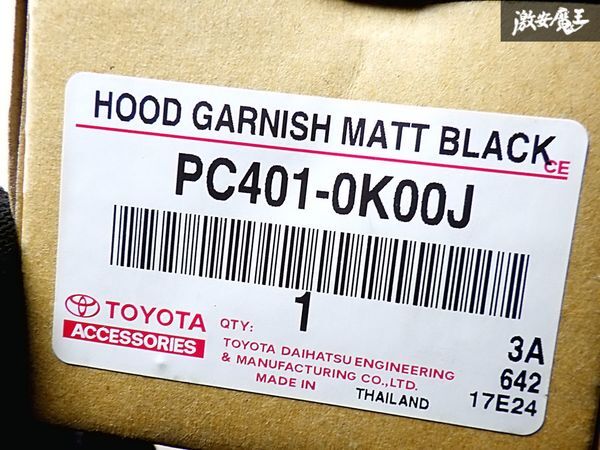 激安魔王
HOOD GARNISH MATT BLACK
CE
PC401-0K00J
TOYOTA
ACCESSORIES
QTY: 1
TOYOTA DAIHATSU ENGINEERING
& MANUFACTURING CO.,LTD.
MADE IN THAILAND
3A
642
17E24